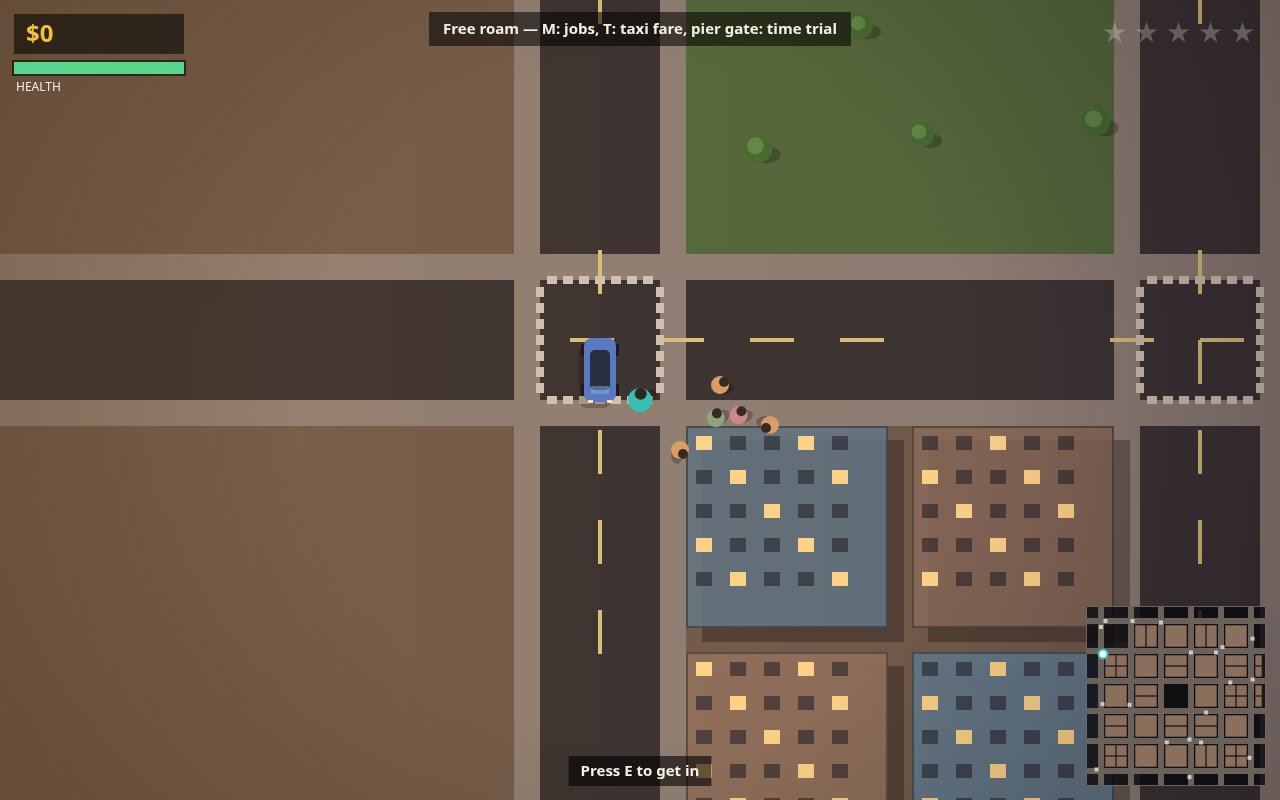 $0
Free roam — M: jobs, T: taxi fare, pier gate: time trial
HEALTH
Press E to get in